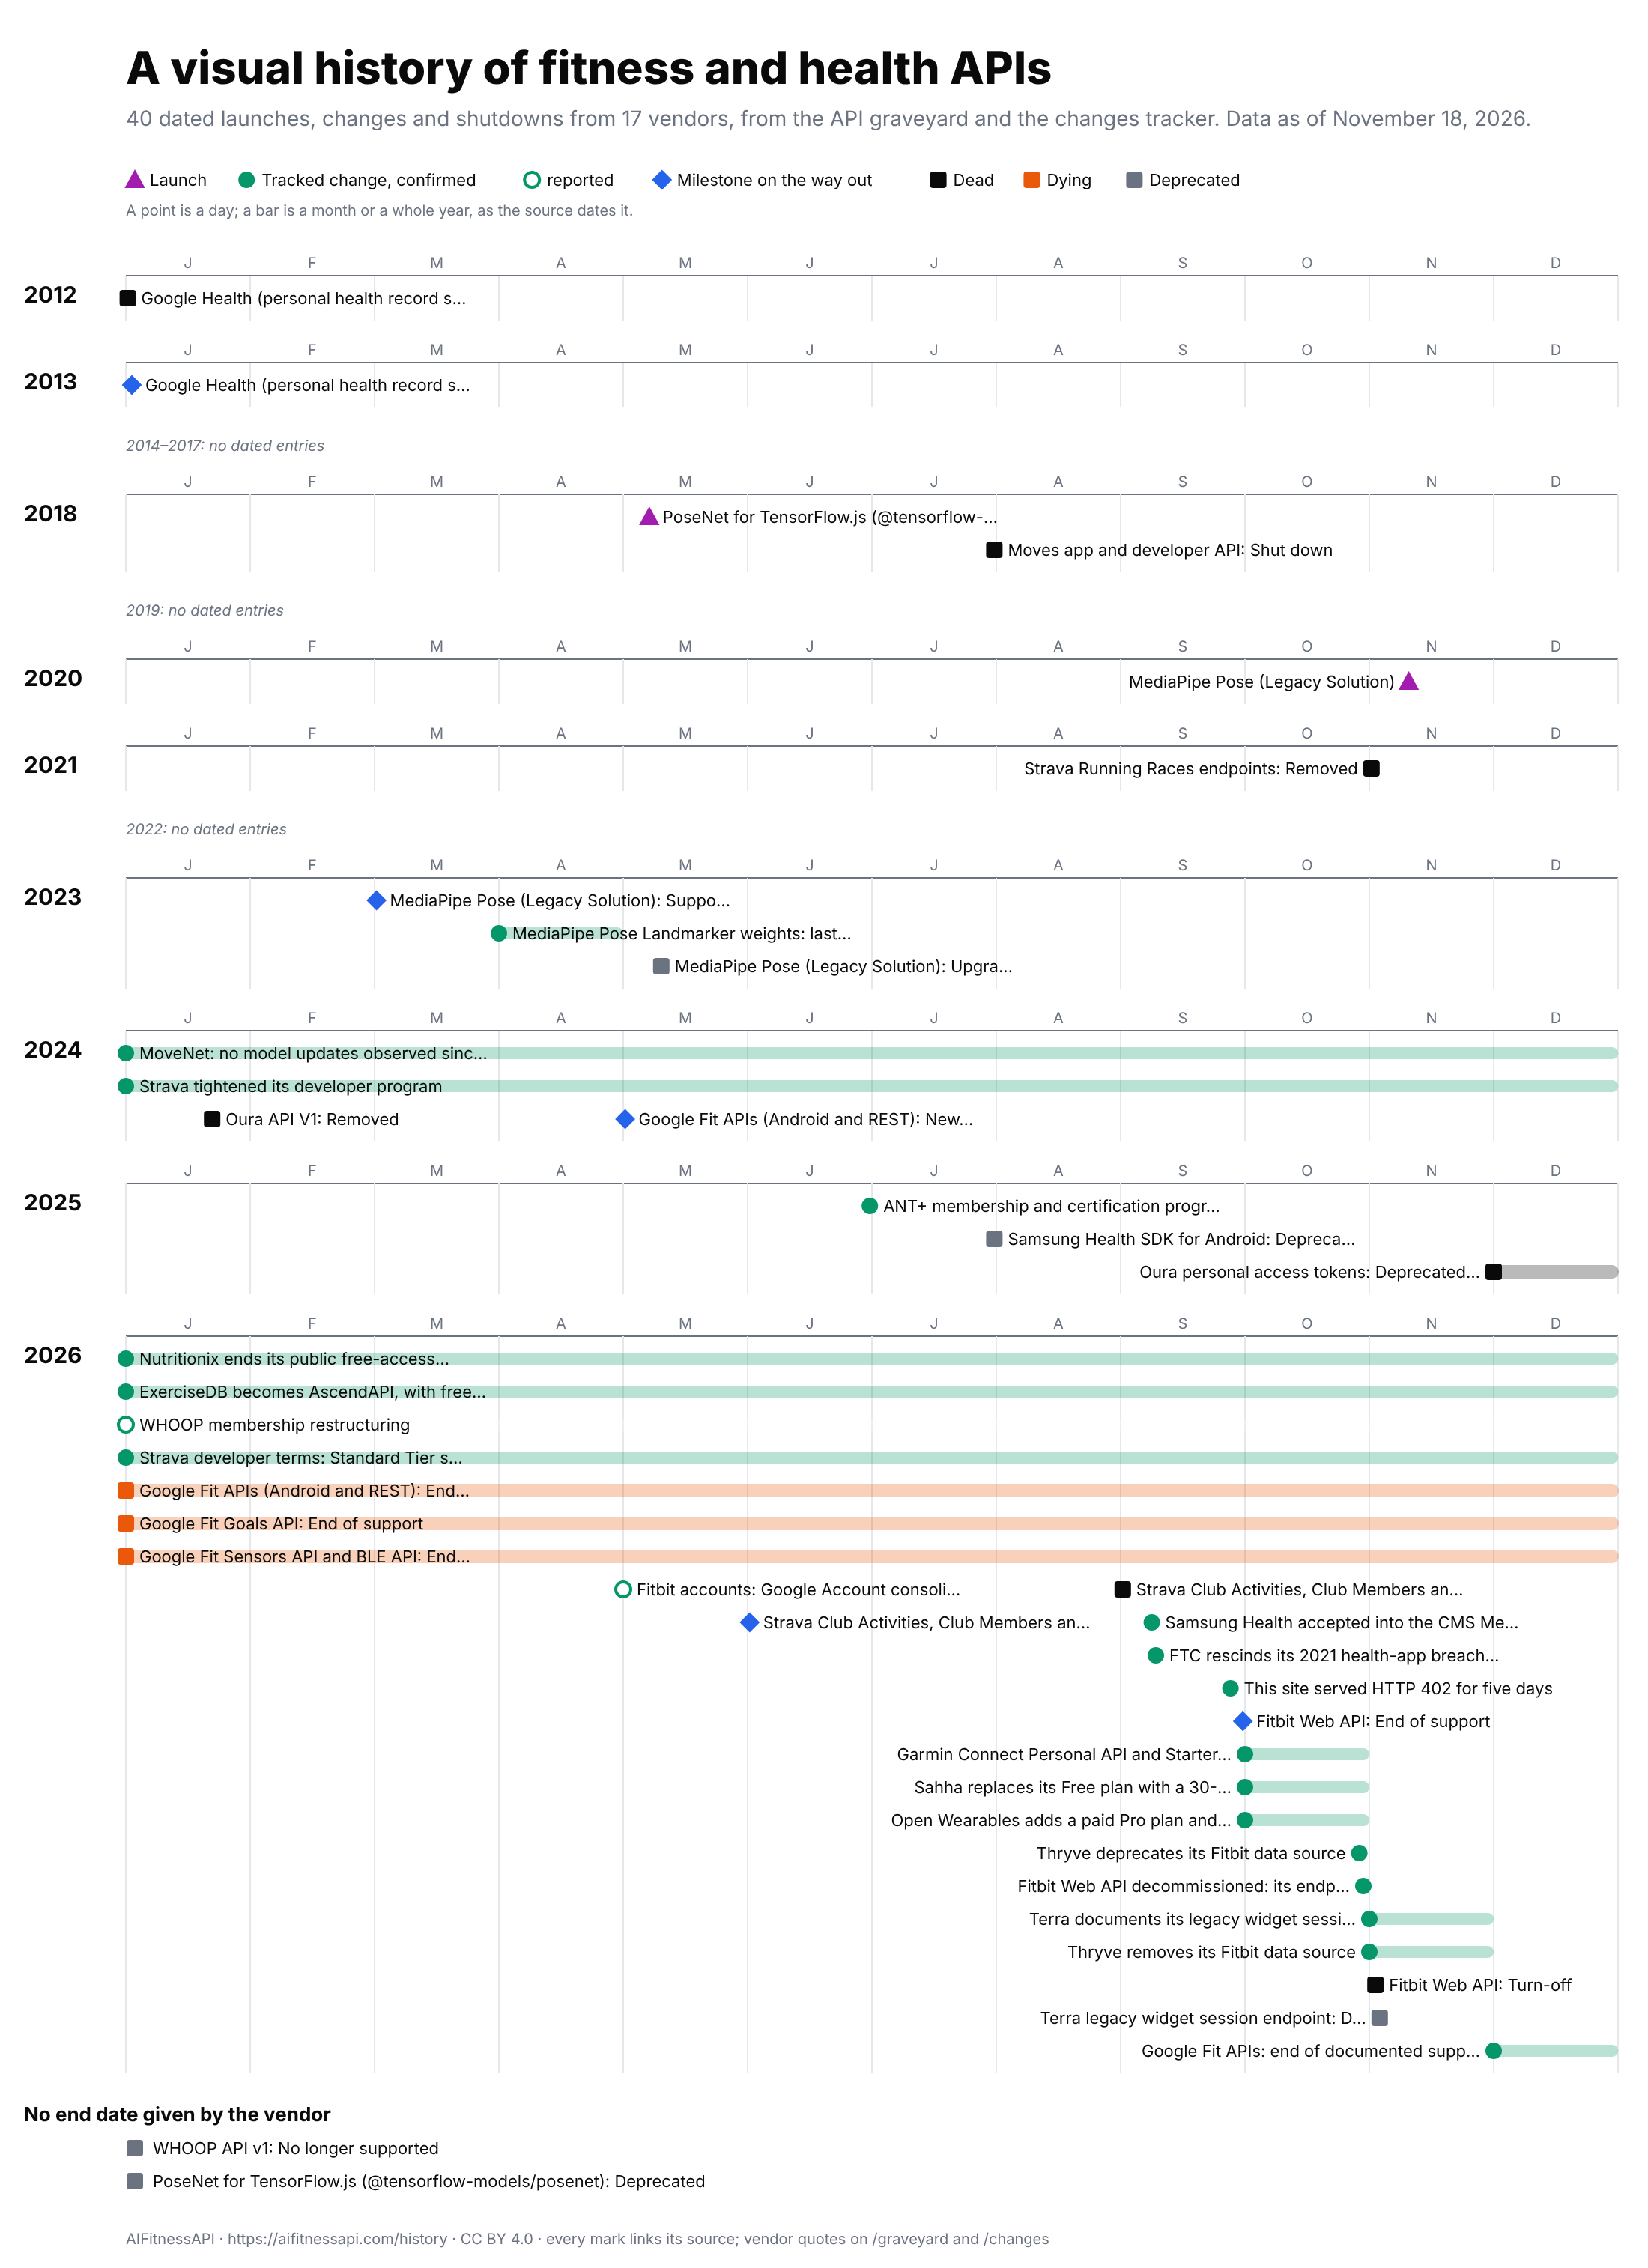 A visual history of fitness and health APIs
40 dated launches, changes and shutdowns from 17 vendors, from the API graveyard and the changes tracker. Data as of November 18, 2026.
Launch Tracked change, confirmed reported Milestone on the way out Dead Dying Deprecated
A point is a day; a bar is a month or a whole year, as the source dates it.
J F M A M J J A S O N D
2012
Google Health (personal health record s...
J F M A M J J A S O N D
2013
Google Health (personal health record s...
2014–2017: no dated entries
J F M A M J J A S O N D
2018
PoseNet for TensorFlow.js (@tensorflow-...
Moves app and developer API: Shut down
2019: no dated entries
J F M A M J J A S O N D
2020
MediaPipe Pose (Legacy Solution)
J F M A M J J A S O N D
2021
Strava Running Races endpoints: Removed
2022: no dated entries
J F M A M J J A S O N D
2023
MediaPipe Pose (Legacy Solution): Suppo...
MediaPipe Pose Landmarker weights: last...
MediaPipe Pose (Legacy Solution): Upgra...
J F M A M J J A S O N D
2024
MoveNet: no model updates observed sinc...
Strava tightened its developer program
Oura API V1: Removed Google Fit APIs (Android and REST): New...
J F M A M J J A S O N D
2025
ANT+ membership and certification progr...
Samsung Health SDK for Android: Depreca...
Oura personal access tokens: Deprecated...
J F M A M J J A S O N D
2026
Nutritionix ends its public free-access...
ExerciseDB becomes AscendAPI, with free...
WHOOP membership restructuring
Strava developer terms: Standard Tier s...
Google Fit APIs (Android and REST): End...
Google Fit Goals API: End of support
Google Fit Sensors API and BLE API: End...
Fitbit accounts: Google Account consoli... Strava Club Activities, Club Members an...
Strava Club Activities, Club Members an... Samsung Health accepted into the CMS Me...
FTC rescinds its 2021 health-app breach...
This site served HTTP 402 for five days
Fitbit Web API: End of support
Garmin Connect Personal API and Starter...
Sahha replaces its Free plan with a 30-...
Open Wearables adds a paid Pro plan and...
Thryve deprecates its Fitbit data source
Fitbit Web API decommissioned: its endp...
Terra documents its legacy widget sessi...
Thryve removes its Fitbit data source
Fitbit Web API: Turn-off
Terra legacy widget session endpoint: D...
Google Fit APIs: end of documented supp...
No end date given by the vendor
WHOOP API v1: No longer supported
PoseNet for TensorFlow.js (@tensorflow-models/posenet): Deprecated
AIFitnessAPI · https://aifitnessapi.com/history · CC BY 4.0 · every mark links its source; vendor quotes on /graveyard and /changes